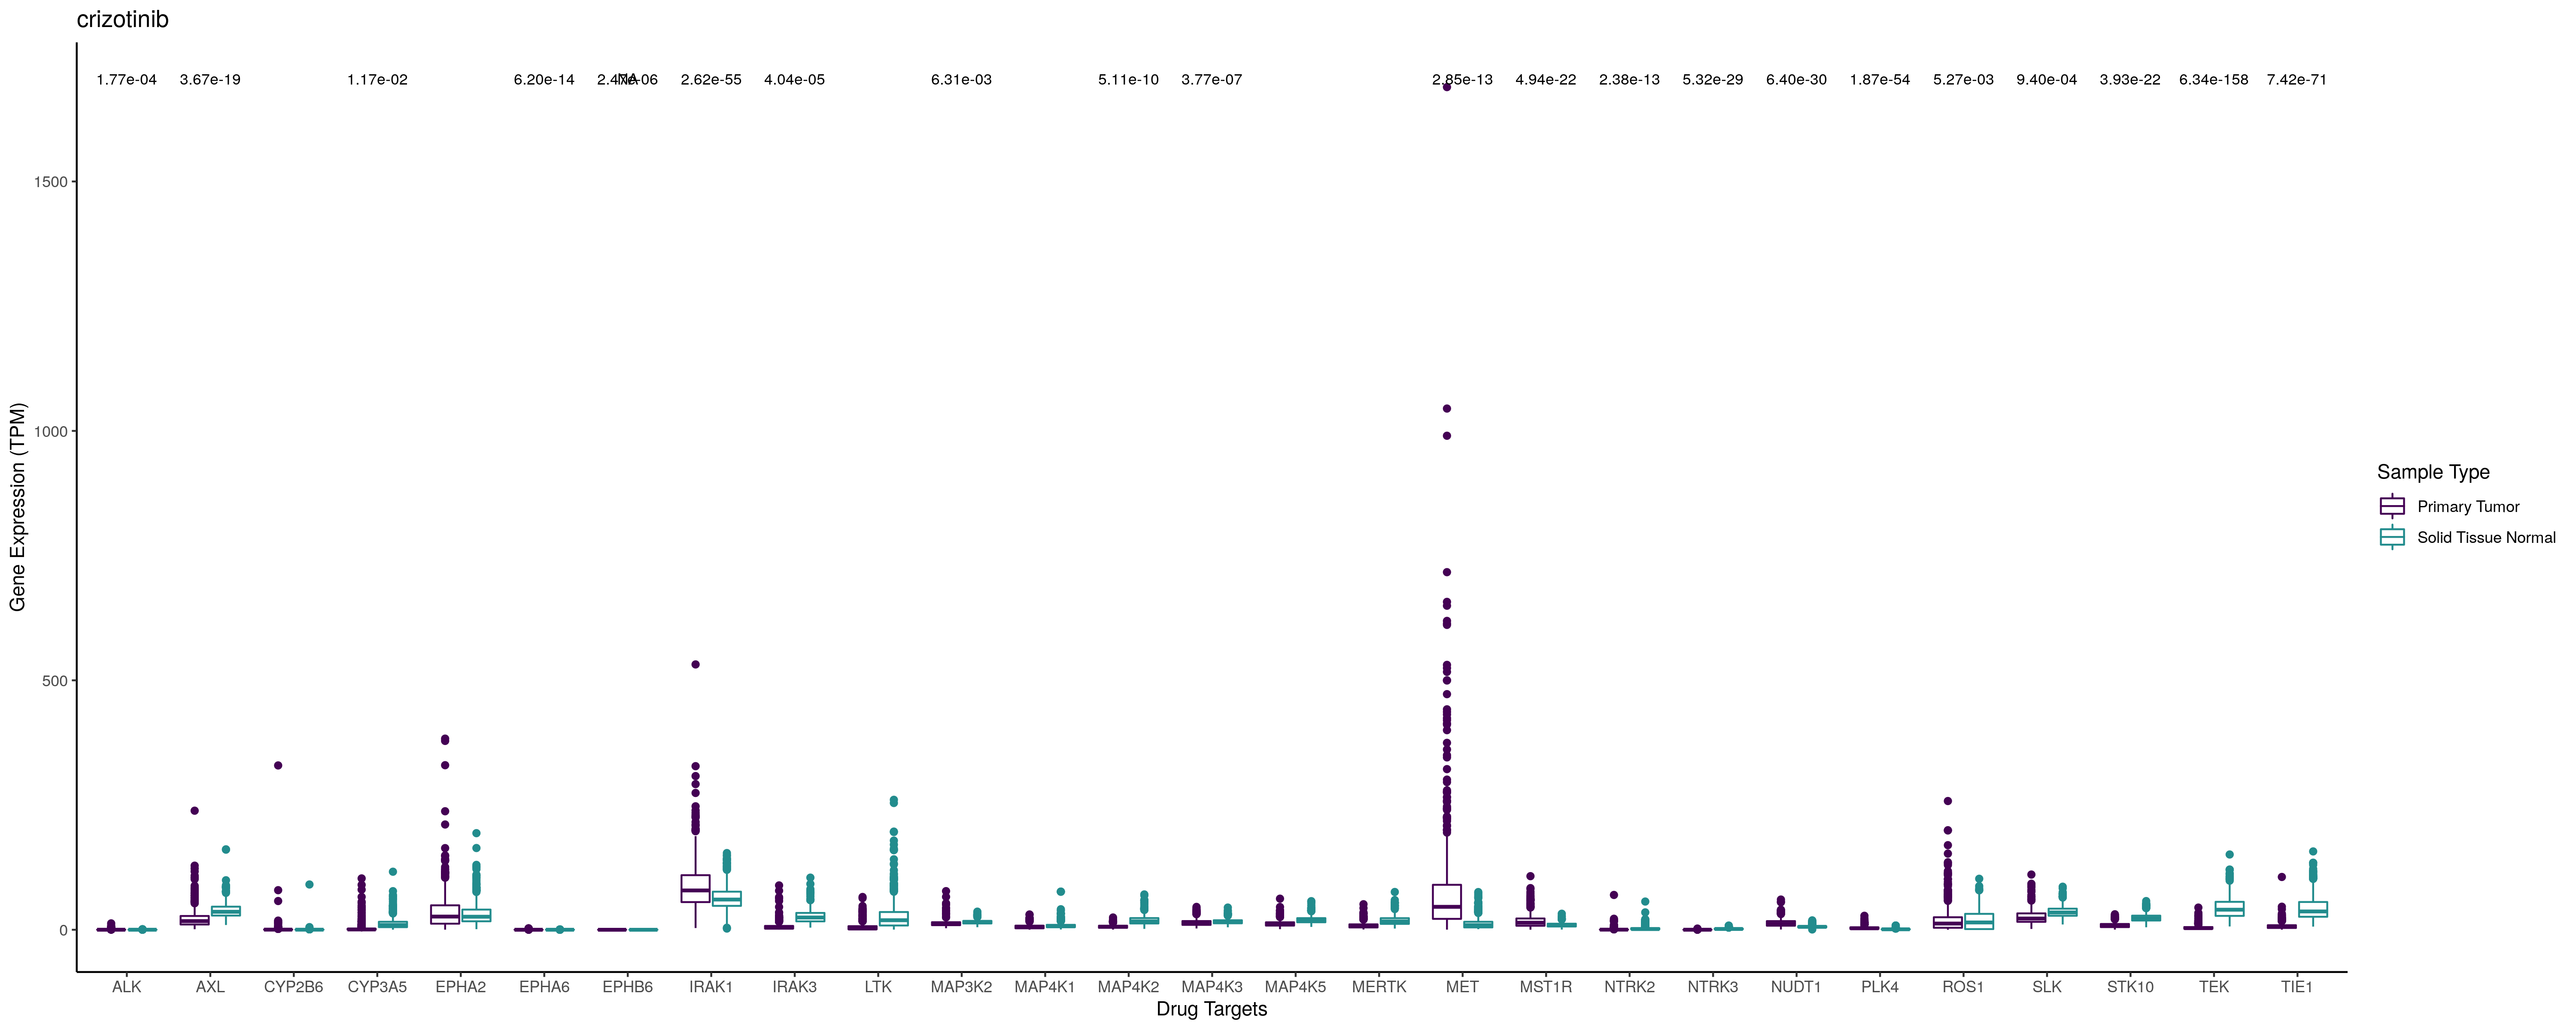 crizotinib
1.77e-04 3.67e-19 1.17e-02 6.20e-14 2.47e-06 NA 2.62e-55 4.04e-05 6.31e-03 5.11e-10 3.77e-07 2.85e-13 4.94e-22 2.38e-13 5.32e-29 6.40e-30 1.87e-54 5.27e-03 9.40e-04 3.93e-22 6.34e-158 7.42e-71
1500
1000
500
0
Gene Expression (TPM)
ALK AXL CYP2B6 CYP3A5 EPHA2 EPHA6 EPHB6 IRAK1 IRAK3 LTK MAP3K2 MAP4K1 MAP4K2 MAP4K3 MAP4K5 MERTK MET MST1R NTRK2 NTRK3 NUDT1 PLK4 ROS1 SLK STK10 TEK TIE1
Drug Targets
Sample Type
Primary Tumor
Solid Tissue Normal